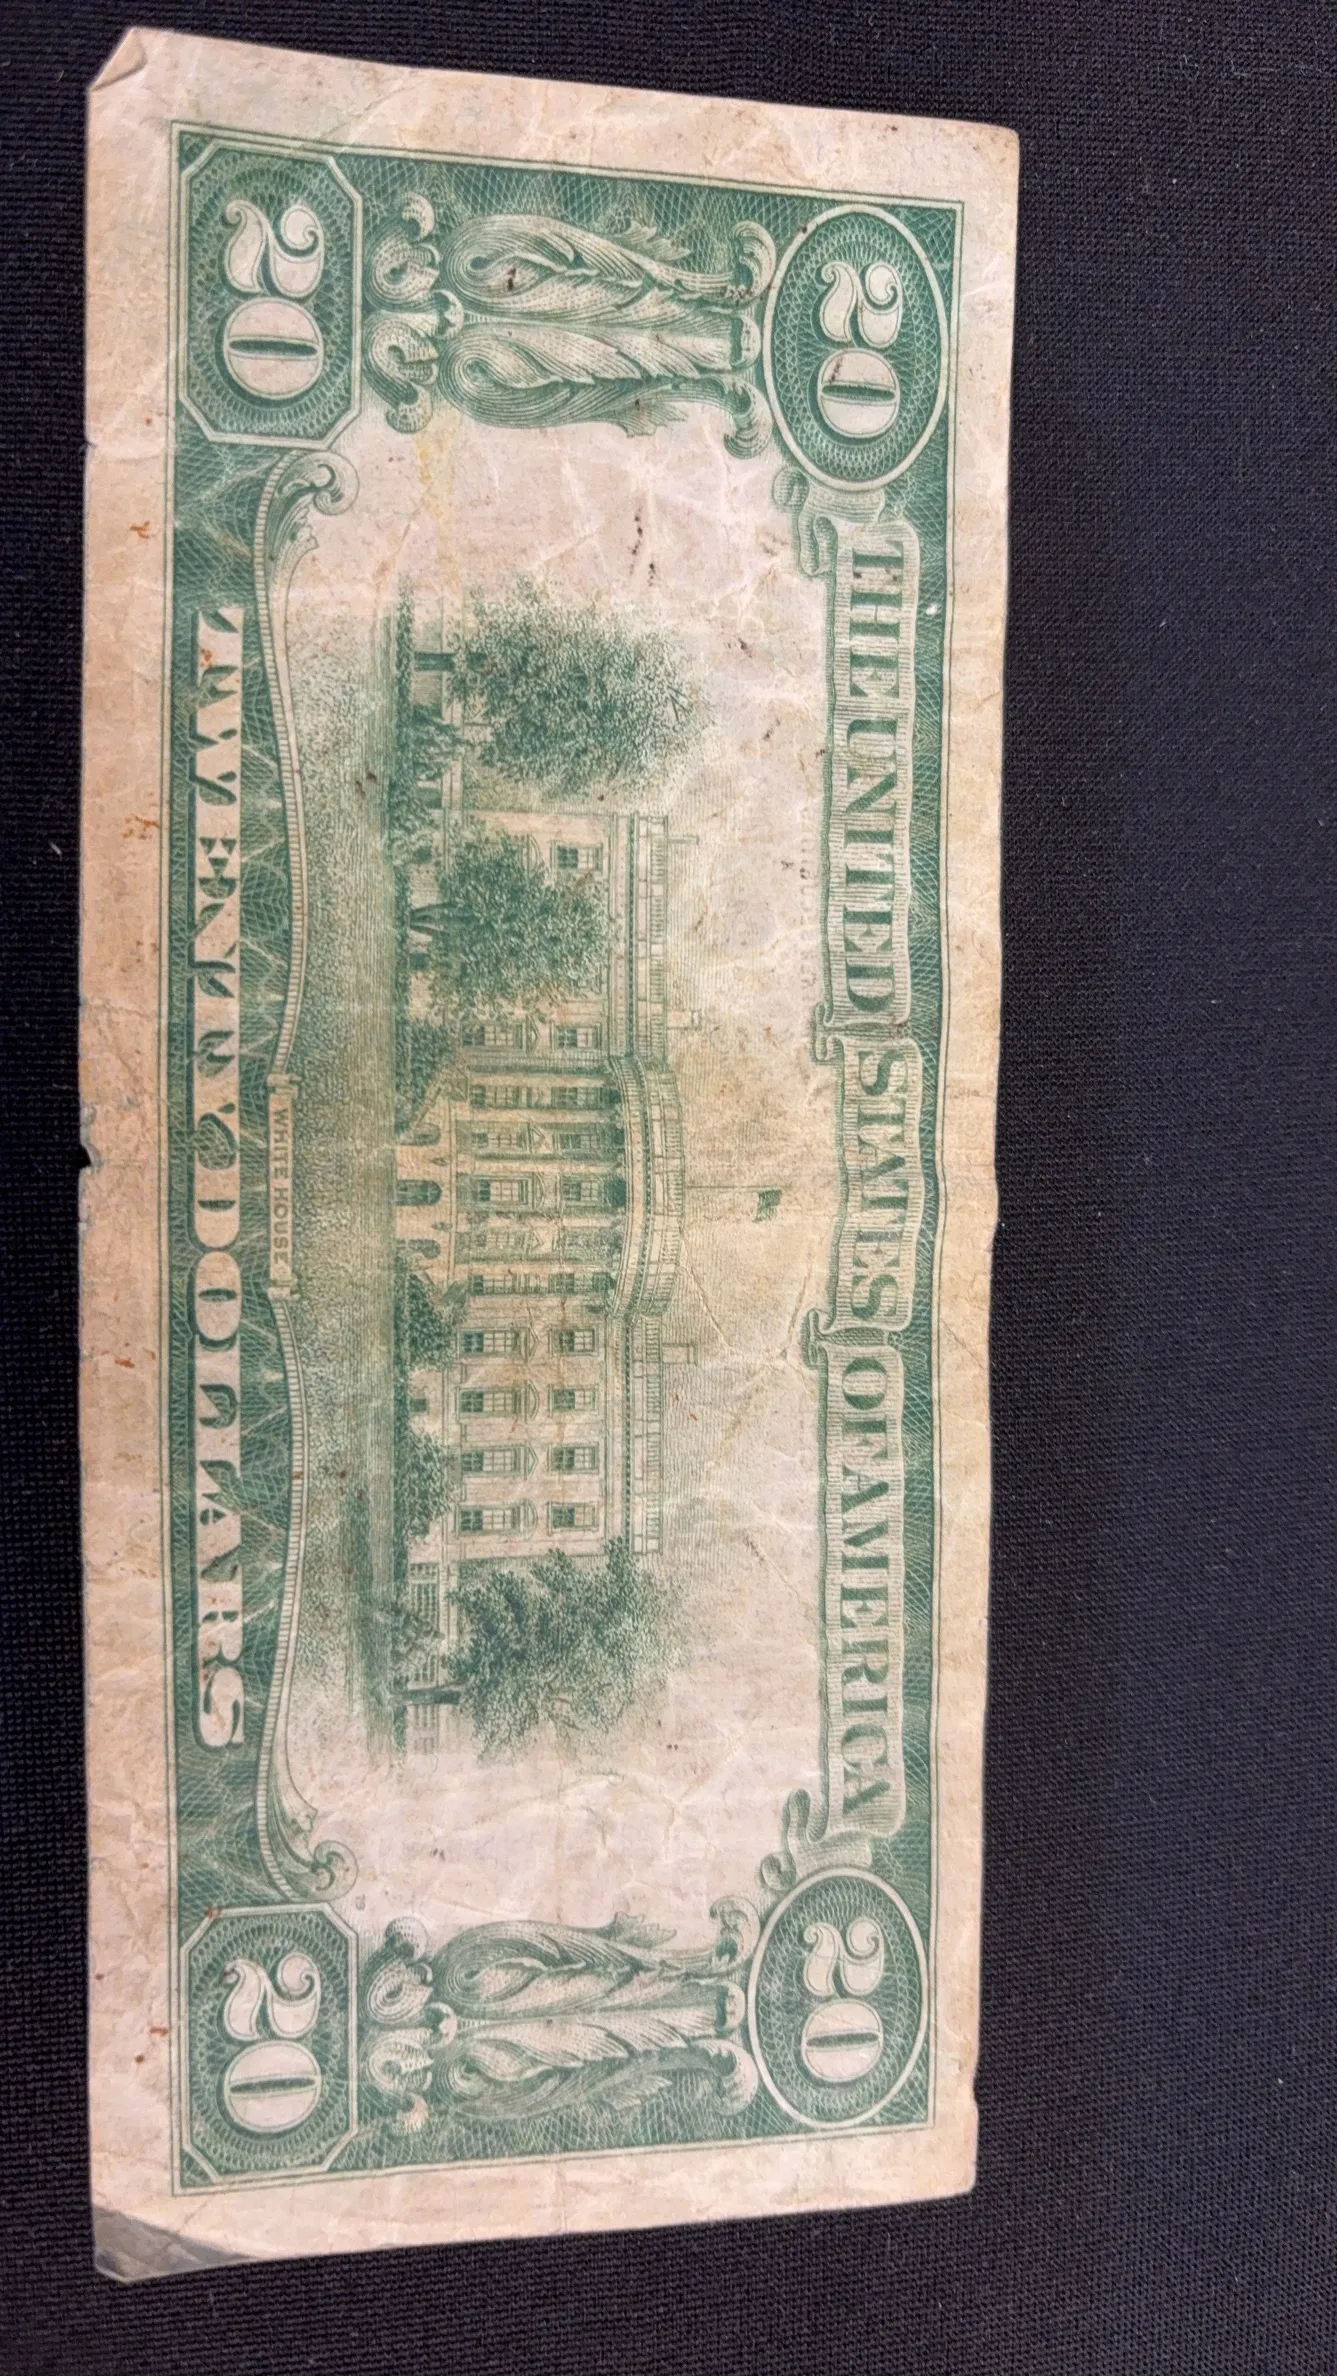 20 20
THE UNITED STATES OF AMERICA
WHITE HOUSE
20 20
TWENTY DOLLARS